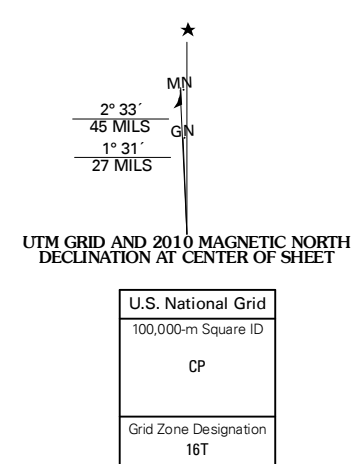 MN
2° 33´
45 MILS
GN
1° 31´
27 MILS
UTM GRID AND 2010 MAGNETIC NORTH
DECLINATION AT CENTER OF SHEET
U.S. National Grid
100,000-m Square ID
CP
Grid Zone Designation
16T